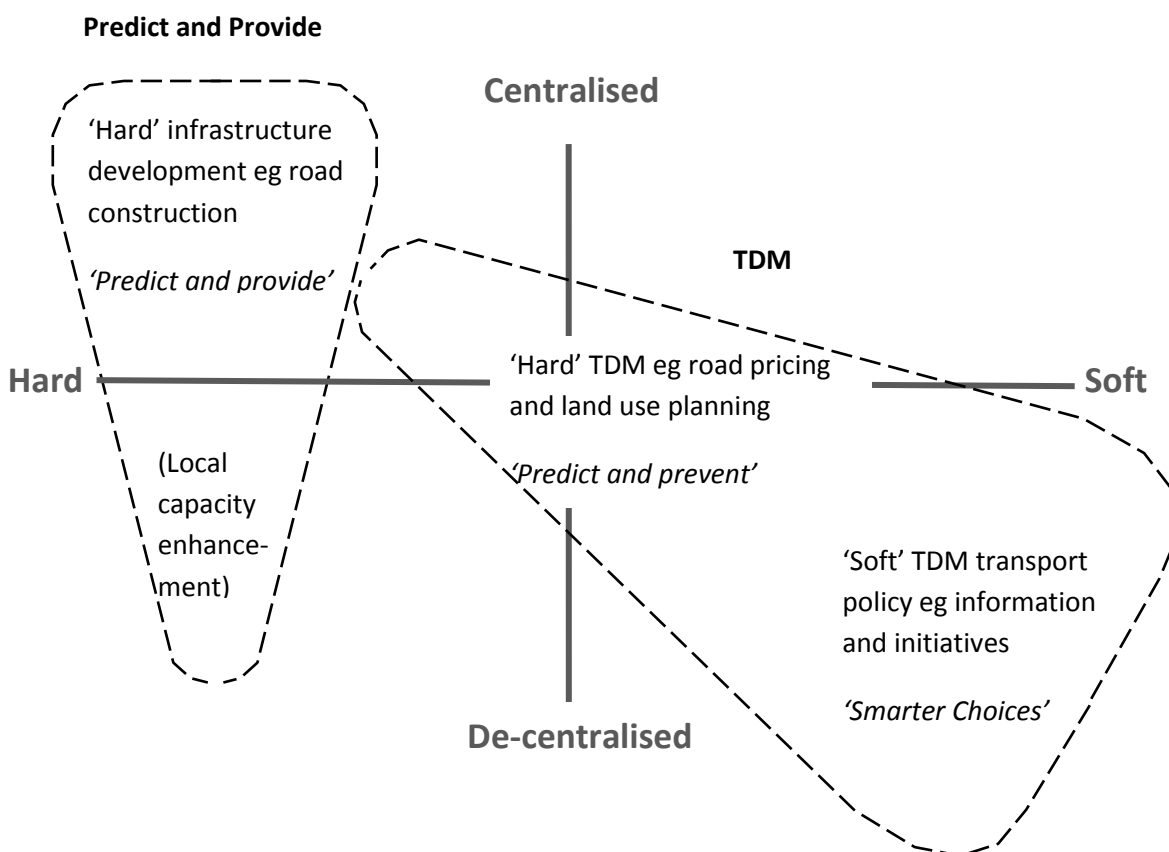 Predict and Provide
Centralised
‘Hard’ infrastructure
development eg road
construction
‘Predict and provide’
TDM
Hard
‘Hard’ TDM eg road pricing
and land use planning
Soft
‘Predict and prevent’
(Local
capacity
enhance-
ment)
‘Soft’ TDM transport
policy eg information
and initiatives
‘Smarter Choices’
De-centralised